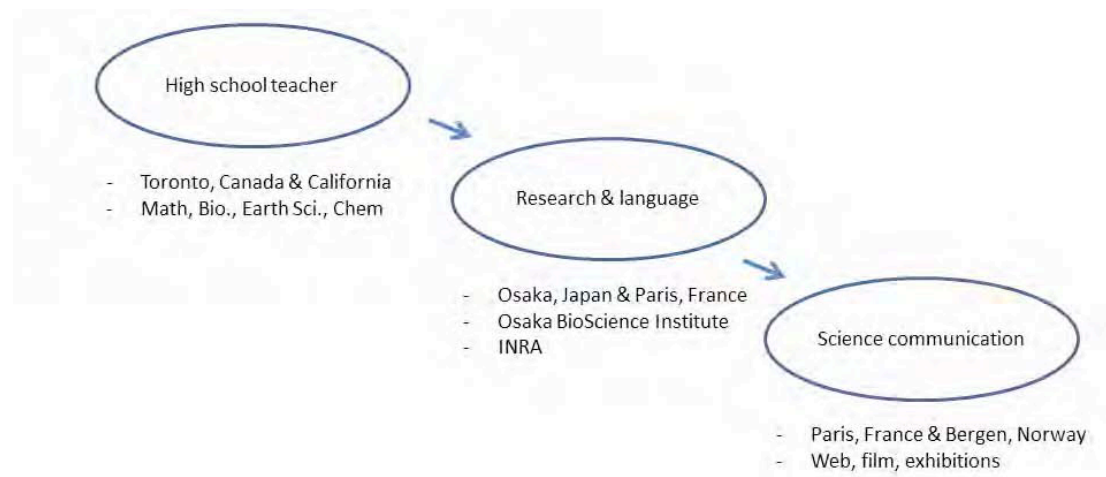 High school teacher
- Toronto, Canada & California
- Math, Bio., Earth Sci., Chem
Research & language
- Osaka, Japan & Paris, France
- Osaka BioScience Institute
- INRA
Science communication
- Paris, France & Bergen, Norway
- Web, film, exhibitions